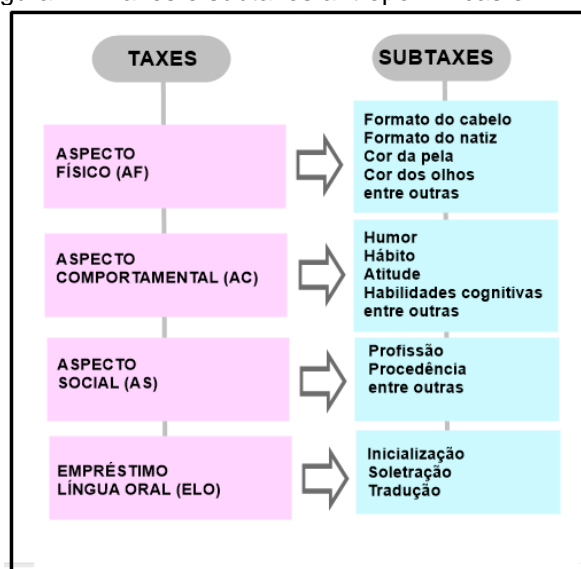 TAXES
SUBTAXES
ASPECTO
FÍSICO (AF)
Formato do cabelo
Formato do natiz
Cor da pela
Cor dos olhos
entre outras
ASPECTO
COMPORTAMENTAL (AC)
Humor
Hábito
Atitude
Habilidades cognitivas
entre outras
ASPECTO
SOCIAL (AS)
Profissão
Procedência
entre outras
EMPRÉSTIMO
LÍNGUA ORAL (ELO)
Inicialização
Soletração
Tradução